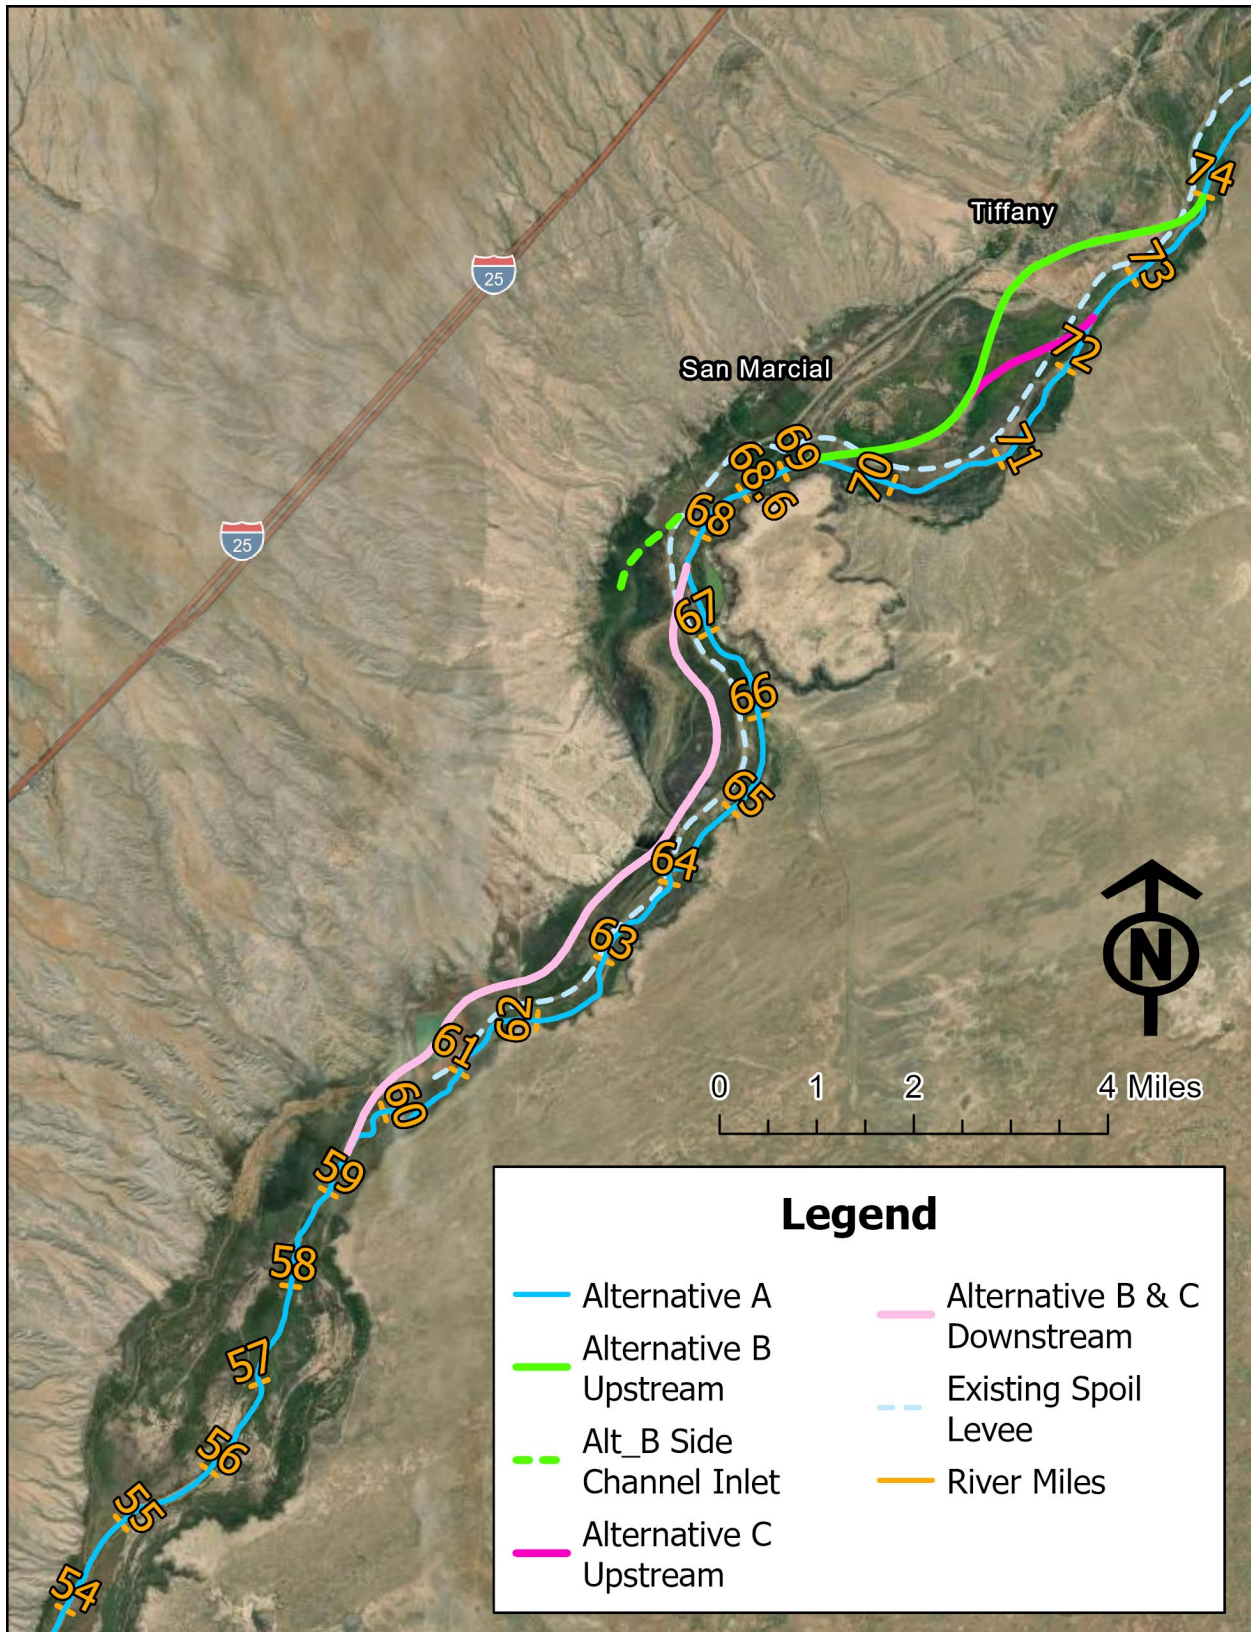 74
Tiffany
73
25
72
San Marcial
71
69
70
68.6
68
25
67
66
65
64
63
62
61
60
N
0 1 2 4 Miles
59
58
57
56
55
54
Legend
Alternative A
Alternative B
Upstream
Alt_B Side
Channel Inlet
Alternative C
Upstream
Alternative B & C
Downstream
Existing Spoil
Levee
River Miles